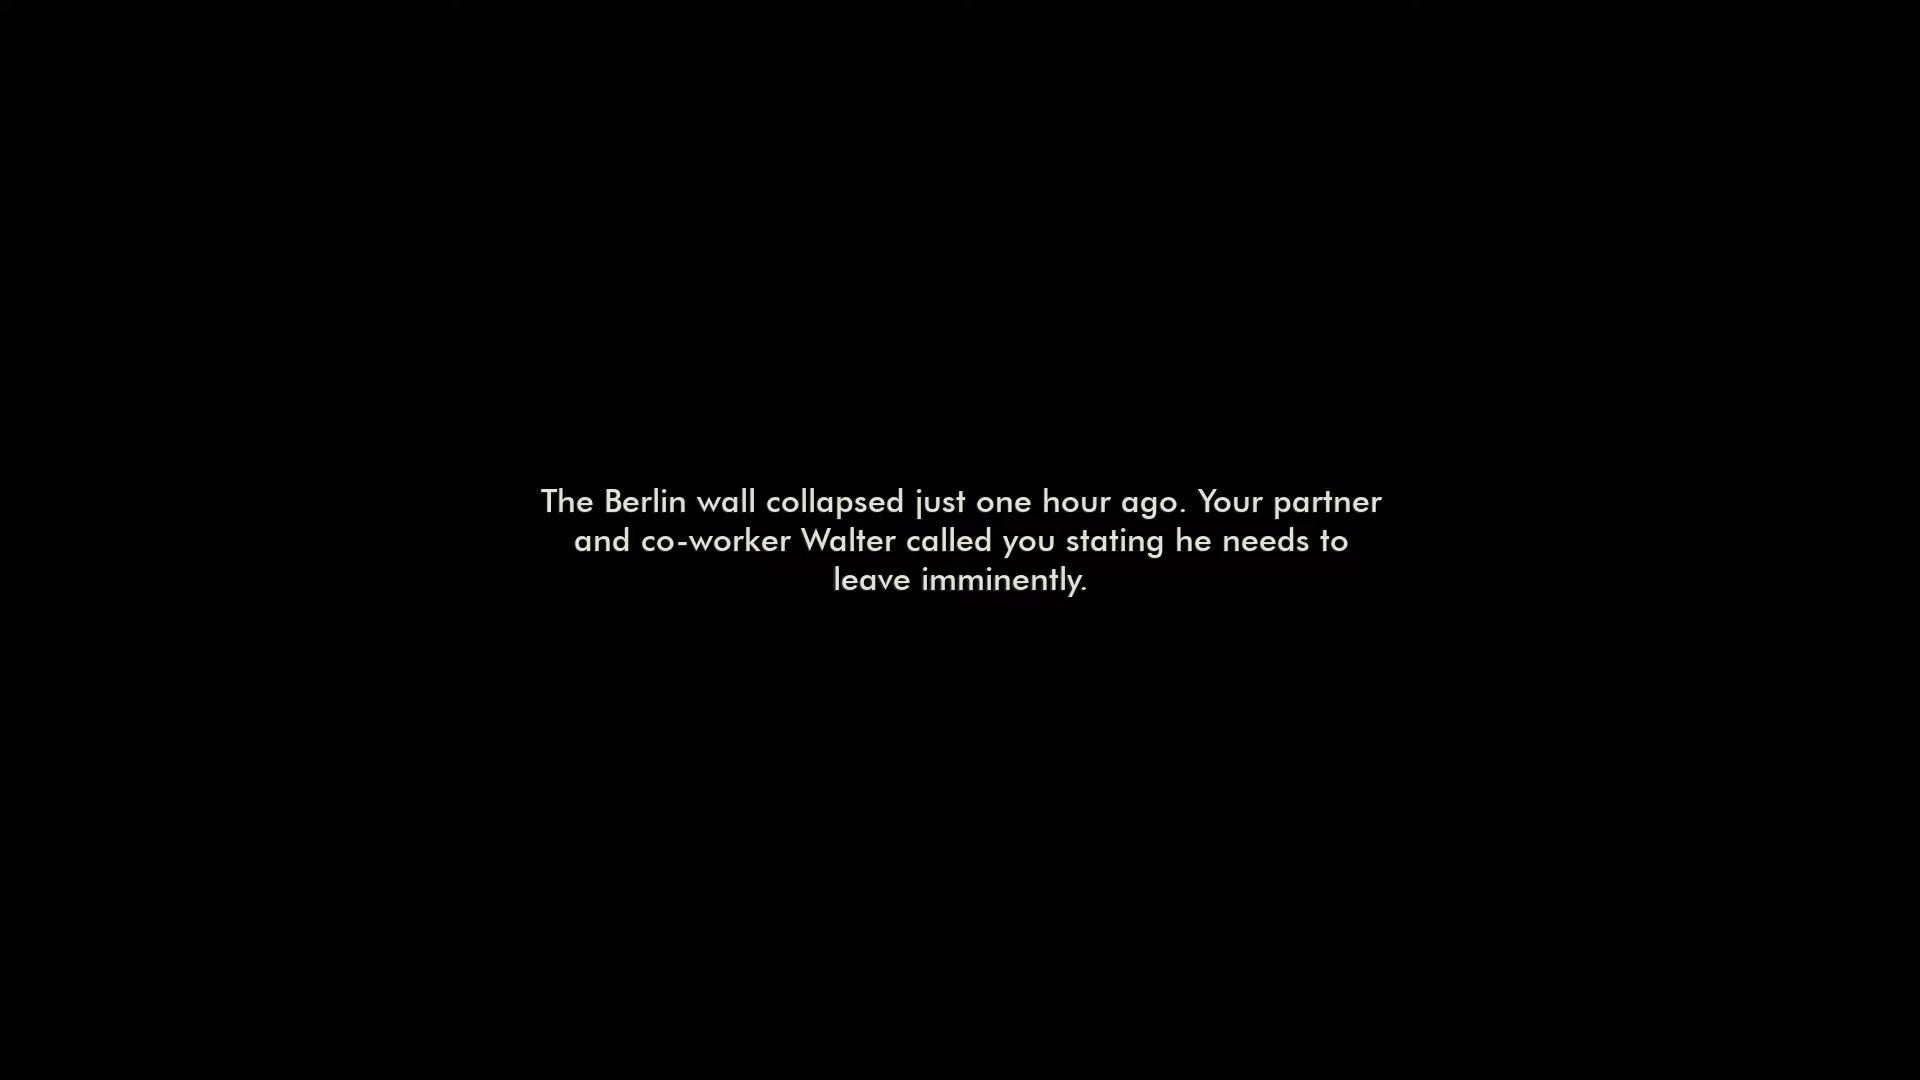 The Berlin wall collapsed just one hour ago. Your partner
and co-worker Walter called you stating he needs to
leave imminently.